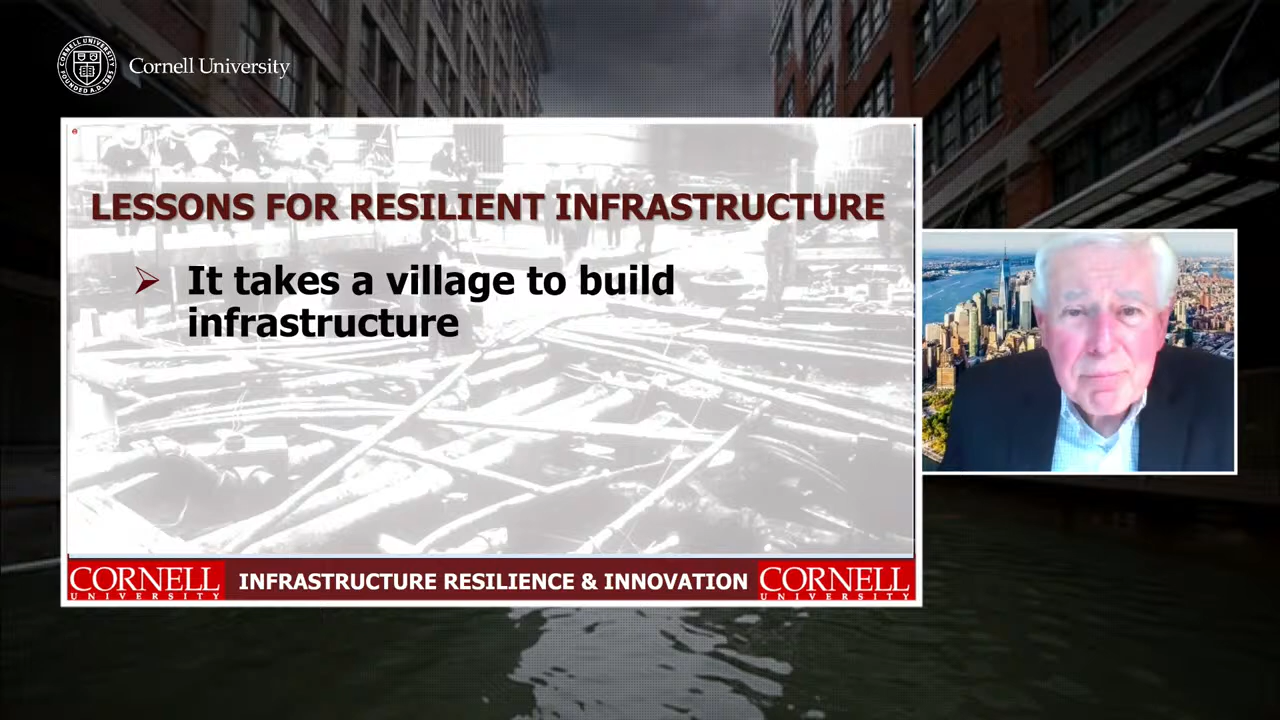 Cornell University
LESSONS FOR RESILIENT INFRASTRUCTURE
It takes a village to build
infrastructure
CORNELL
UNIVERSITY
INFRASTRUCTURE RESILIENCE & INNOVATION
CORNELL
UNIVERSITY